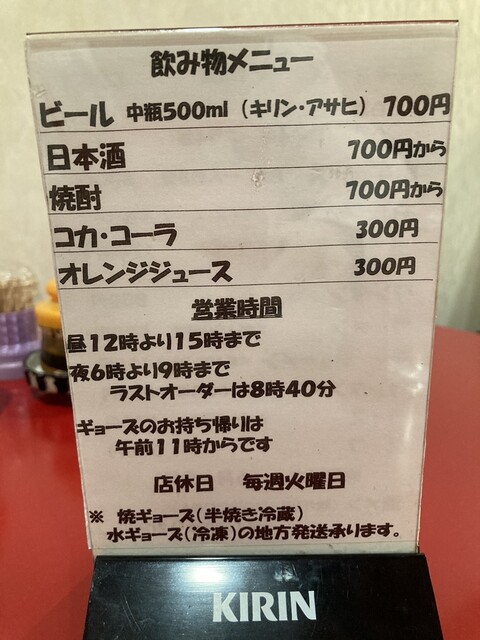 飲み物メニュー
ビール 中瓶500ml（キリン・アサヒ） 700円
日本酒 700円から
焼酎 700円から
コカ・コーラ 300円
オレンジジュース 300円
営業時間
昼12時より15時まで
夜6時より9時まで
ラストオーダーは8時40分
ギョーズのお持ち帰りは
午前11時からです
店休日 毎週火曜日
※ 焼ギョーズ（半焼き冷蔵）
水ギョーズ（冷凍）の地方発送承ります。
KIRIN